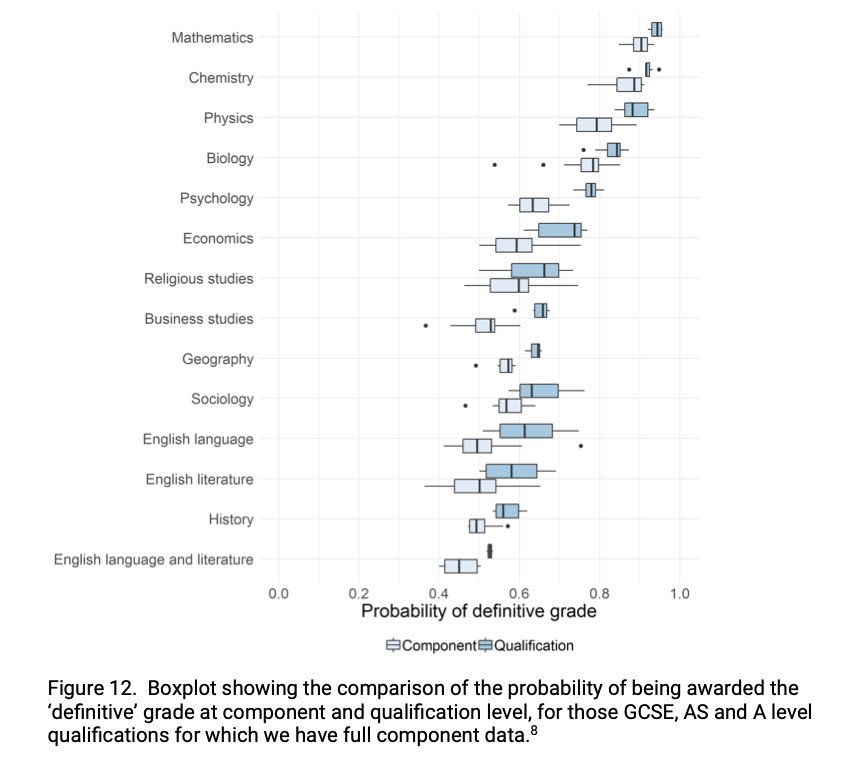 Mathematics
Chemistry
Physics
Biology
Psychology
Economics
Religious studies
Business studies
Geography
Sociology
English language
English literature
History
English language and literature
0.0 0.2 0.4 0.6 0.8 1.0
Probability of definitive grade
Component Qualification
Figure 12. Boxplot showing the comparison of the probability of being awarded the
‘definitive’ grade at component and qualification level, for those GCSE, AS and A level
qualifications for which we have full component data.⁸